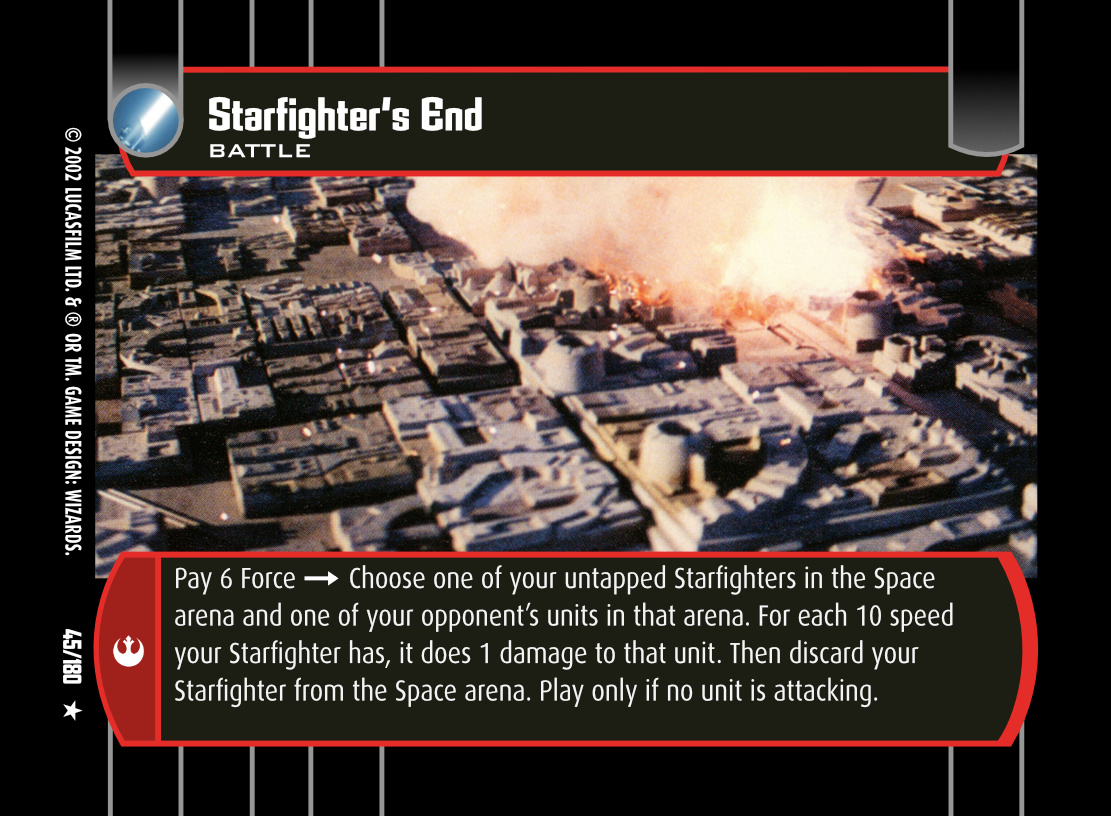 Starfighter's End
BATTLE
Pay 6 Force → Choose one of your untapped Starfighters in the Space
arena and one of your opponent's units in that arena. For each 10 speed
your Starfighter has, it does 1 damage to that unit. Then discard your
Starfighter from the Space arena. Play only if no unit is attacking.
© 2002 LUCASFILM LTD. & ® OR TM. GAME DESIGN: WIZARDS.
45/180 ★